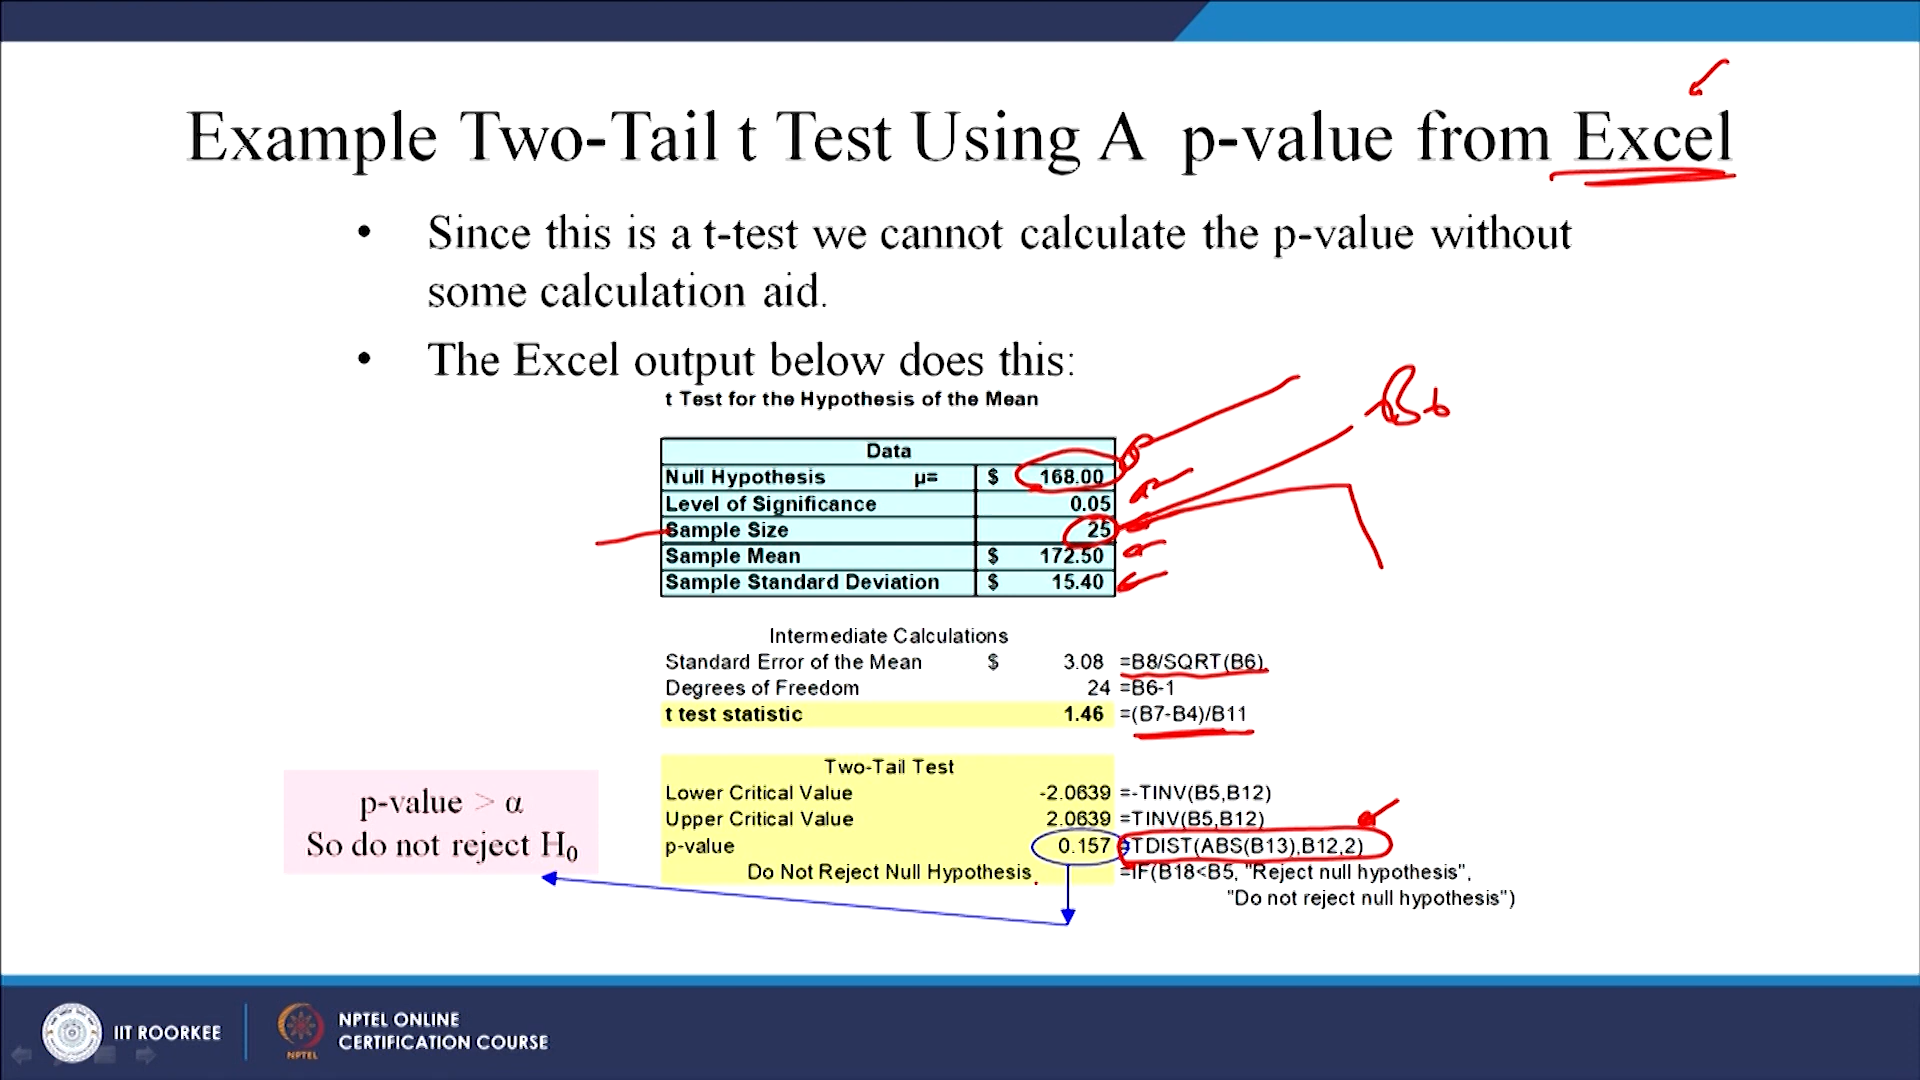 Example Two-Tail t Test Using A p-value from Excel
• Since this is a t-test we cannot calculate the p-value without
some calculation aid.
• The Excel output below does this:
t Test for the Hypothesis of the Mean
B6
Data
Null Hypothesis μ= $ 168.00
Level of Significance 0.05
Sample Size 25
Sample Mean $ 172.50
Sample Standard Deviation $ 15.40
Intermediate Calculations
Standard Error of the Mean $ 3.08 =B8/SQRT(B6)
Degrees of Freedom 24 =B6-1
t test statistic 1.46 =(B7-B4)/B11
Two-Tail Test
Lower Critical Value -2.0639 =-TINV(B5,B12)
Upper Critical Value 2.0639 =TINV(B5,B12)
p-value 0.157 =TDIST(ABS(B13),B12,2)
Do Not Reject Null Hypothesis =IF(B18<B5, "Reject null hypothesis",
"Do not reject null hypothesis")
p-value > α
So do not reject H₀
IIT ROORKEE
NPTEL
NPTEL ONLINE
CERTIFICATION COURSE